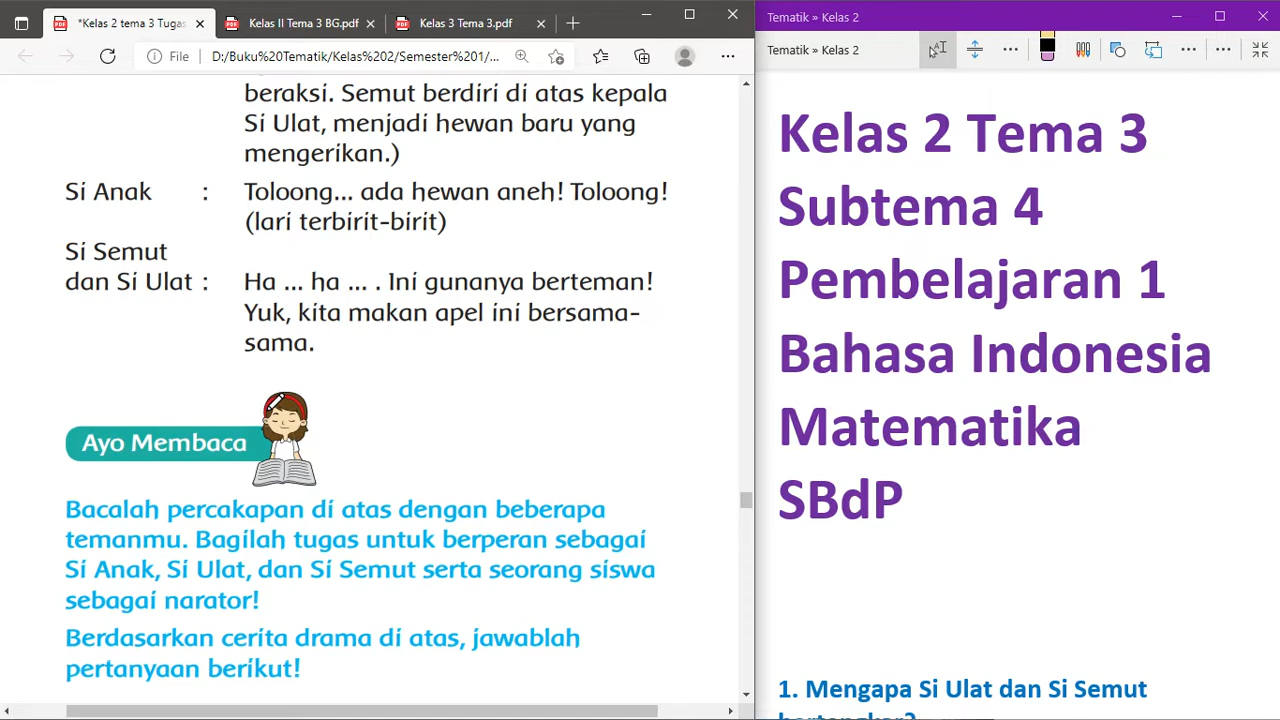 *Kelas 2 tema 3 Tugas
Kelas II Tema 3 BG.pdf
Kelas 3 Tema 3.pdf
File
D:/Buku%20Tematik/Kelas%202/Semester%201/...
beraksi. Semut berdiri di atas kepala
Si Ulat, menjadi hewan baru yang
mengerikan.)
Si Anak : Toloong... ada hewan aneh! Toloong!
(lari terbirit-birit)
Si Semut
dan Si Ulat : Ha ... ha ... . Ini gunanya berteman!
Yuk, kita makan apel ini bersama-
sama.
Ayo Membaca
Bacalah percakapan di atas dengan beberapa
temanmu. Bagilah tugas untuk berperan sebagai
Si Anak, Si Ulat, dan Si Semut serta seorang siswa
sebagai narator!
Berdasarkan cerita drama di atas, jawablah
pertanyaan berikut!
Tematik » Kelas 2
Tematik » Kelas 2
Kelas 2 Tema 3
Subtema 4
Pembelajaran 1
Bahasa Indonesia
Matematika
SBdP
1. Mengapa Si Ulat dan Si Semut
bertengkar?